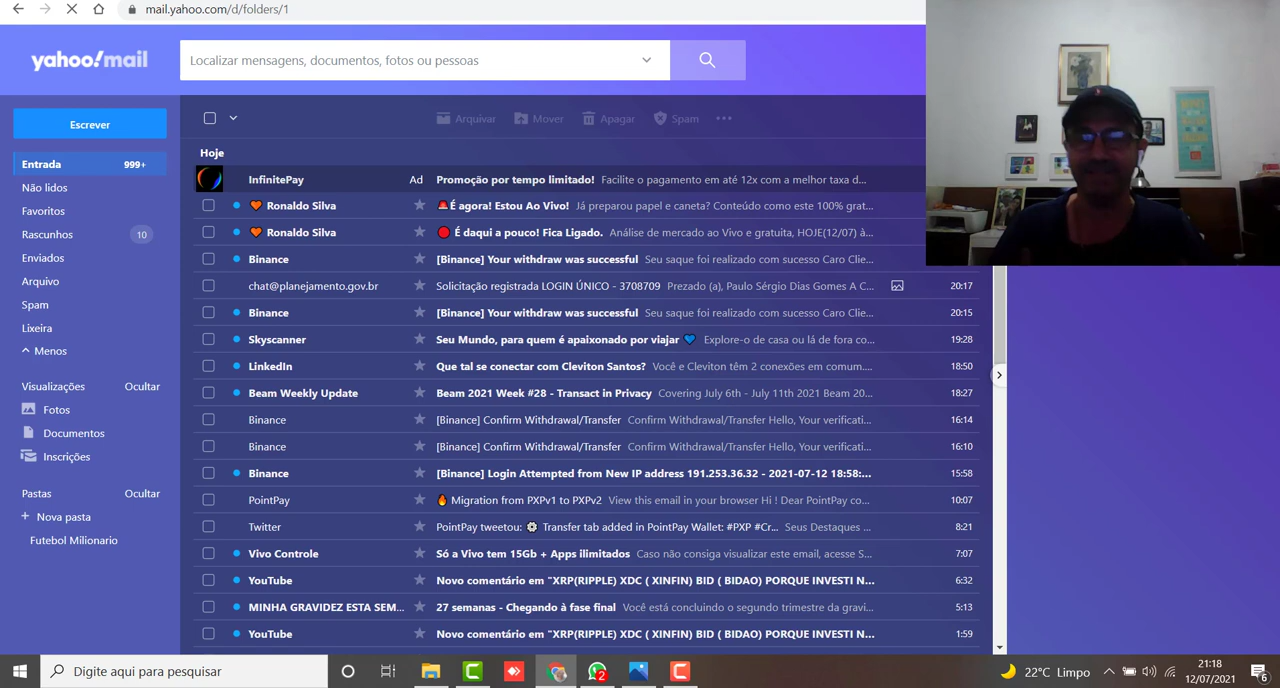 mail.yahoo.com/d/folders/1
yahoo!mail
Localizar mensagens, documentos, fotos ou pessoas
Escrever
Arquivar Mover Apagar Spam
Hoje
Entrada 999+
Não lidos
Favoritos
Rascunhos 10
Enviados
Arquivo
Spam
Lixeira
Menos
Visualizações Ocultar
Fotos
Documentos
Inscrições
Pastas Ocultar
+ Nova pasta
Futebol Milionario
InfinitePay Ad Promoção por tempo limitado! Facilite o pagamento em até 12x com a melhor taxa d...
🧡 Ronaldo Silva 🚨É agora! Estou Ao Vivo! Já preparou papel e caneta? Conteúdo como este 100% grat...
🧡 Ronaldo Silva 🔴 É daqui a pouco! Fica Ligado. Análise de mercado ao Vivo e gratuita, HOJE(12/07) à...
Binance [Binance] Your withdraw was successful Seu saque foi realizado com sucesso Caro Clie...
chat@planejamento.gov.br Solicitação registrada LOGIN ÚNICO - 3708709 Prezado (a), Paulo Sérgio Dias Gomes A C... 20:17
Binance [Binance] Your withdraw was successful Seu saque foi realizado com sucesso Caro Clie... 20:15
Skyscanner Seu Mundo, para quem é apaixonado por viajar 💙 Explore-o de casa ou lá de fora co... 19:28
LinkedIn Que tal se conectar com Cleviton Santos? Você e Cleviton têm 2 conexões em comum.... 18:50
Beam Weekly Update Beam 2021 Week #28 - Transact in Privacy Covering July 6th - July 11th 2021 Beam 20... 18:27
Binance [Binance] Confirm Withdrawal/Transfer Confirm Withdrawal/Transfer Hello, Your verificati... 16:14
Binance [Binance] Confirm Withdrawal/Transfer Confirm Withdrawal/Transfer Hello, Your verificati... 16:10
Binance [Binance] Login Attempted from New IP address 191.253.36.32 - 2021-07-12 18:58:... 15:58
PointPay 🔥 Migration from PXPv1 to PXPv2 View this email in your browser Hi ! Dear PointPay co... 10:07
Twitter PointPay tweetou: ⚙ Transfer tab added in PointPay Wallet: #PXP #Cr... Seus Destaques ... 8:21
Vivo Controle Só a Vivo tem 15Gb + Apps ilimitados Caso não consiga visualizar este email, acesse S... 7:07
YouTube Novo comentário em "XRP(RIPPLE) XDC ( XINFIN) BID ( BIDAO) PORQUE INVESTI N... 6:32
MINHA GRAVIDEZ ESTA SEM... 27 semanas - Chegando à fase final Você está concluindo o segundo trimestre da gravi... 5:13
YouTube Novo comentário em "XRP(RIPPLE) XDC ( XINFIN) BID ( BIDAO) PORQUE INVESTI N... 1:59
Digite aqui para pesquisar
2
22°C Limpo
21:18
12/07/2021
6